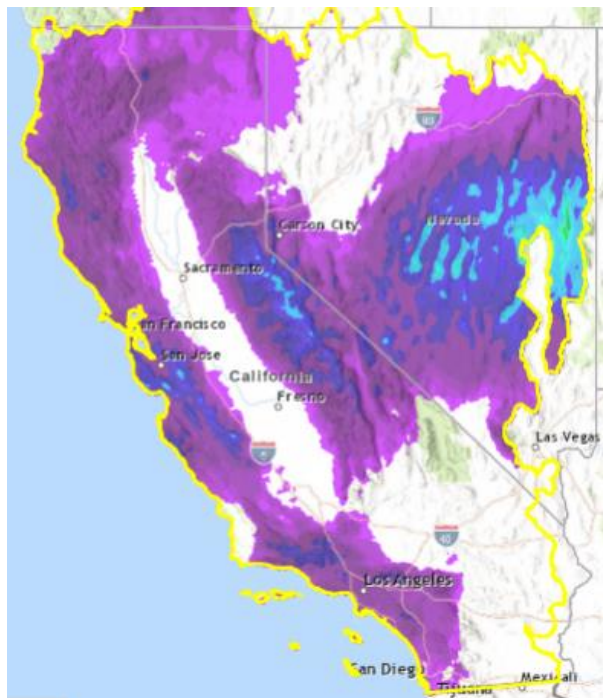 80
Nevada
Carson City
Sacramento
an Francisco
San Jose
California
Fresno
5
Las Vegas
40
Los Angeles
San Diego
Tijuana
Mexicali